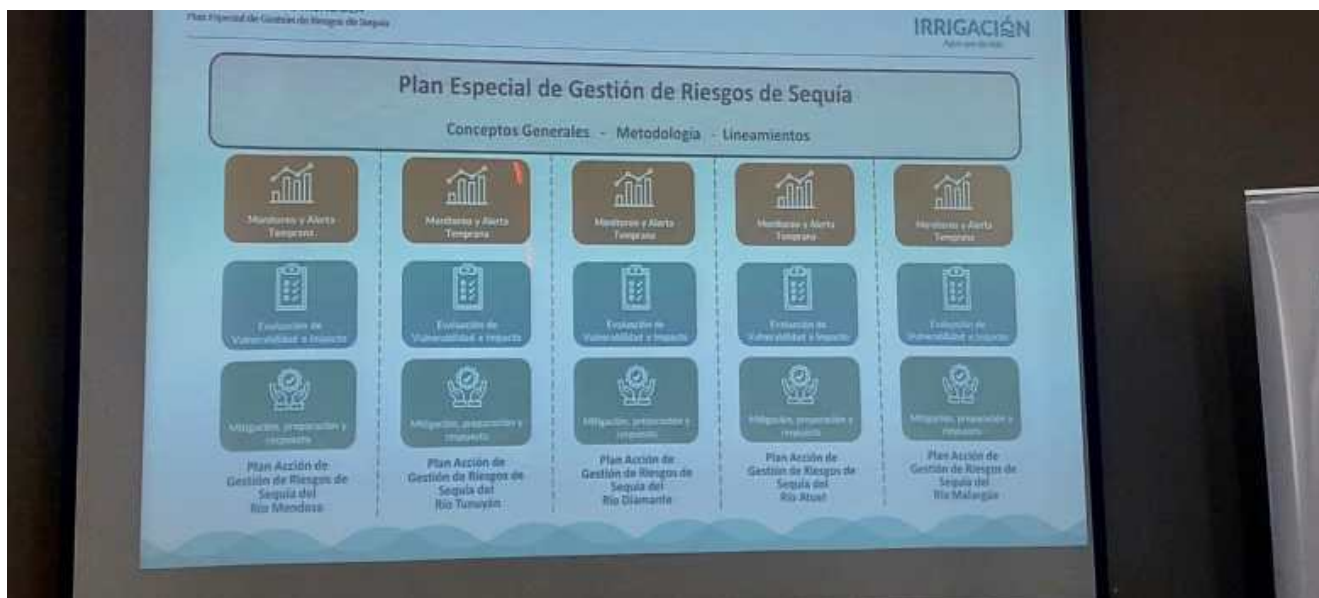 Plan Especial de Gestión de Riesgos de Sequía
IRRIGACIÓN
Plan Especial de Gestión de Riesgos de Sequía
Conceptos Generales - Metodología - Lineamientos
Monitoreo y Alerta
Temprana
Monitoreo y Alerta
Temprana
Monitoreo y Alerta
Temprana
Monitoreo y Alerta
Temprana
Monitoreo y Alerta
Temprana
Evaluación de
Vulnerabilidad e Impacto
Evaluación de
Vulnerabilidad e Impacto
Evaluación de
Vulnerabilidad e Impacto
Evaluación de
Vulnerabilidad e Impacto
Evaluación de
Vulnerabilidad e Impacto
Mitigación, preparación y
respuesta
Mitigación, preparación y
respuesta
Mitigación, preparación y
respuesta
Mitigación, preparación y
respuesta
Mitigación, preparación y
respuesta
Plan Acción de
Gestión de Riesgos de
Sequía del
Río Mendoza
Plan Acción de
Gestión de Riesgos de
Sequía del
Río Tunuyán
Plan Acción de
Gestión de Riesgos de
Sequía del
Río Diamante
Plan Acción de
Gestión de Riesgos de
Sequía del
Río Atuel
Plan Acción de
Gestión de Riesgos de
Sequía del
Río Malargüe